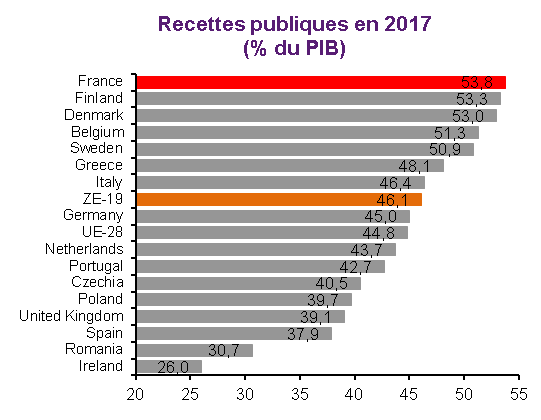 Recettes publiques en 2017
(% du PIB)
France 53,8
Finland 53,3
Denmark 53,0
Belgium 51,3
Sweden 50,9
Greece 48,1
Italy 46,4
ZE-19 46,1
Germany 45,0
UE-28 44,8
Netherlands 43,7
Portugal 42,7
Czechia 40,5
Poland 39,7
United Kingdom 39,1
Spain 37,9
Romania 30,7
Ireland 26,0
20 25 30 35 40 45 50 55